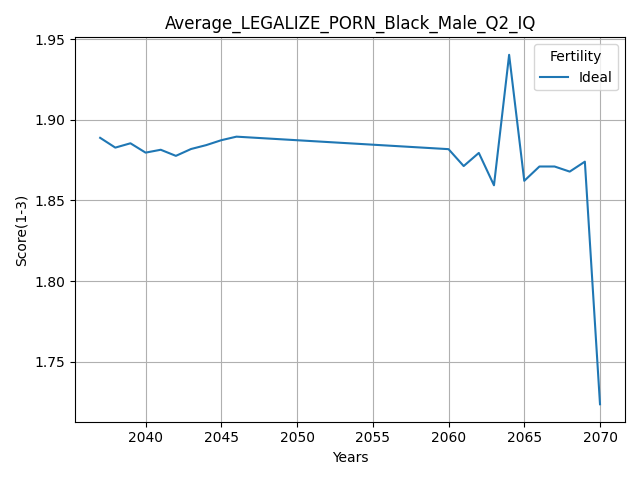 Average_LEGALIZE_PORN_Black_Male_Q2_IQ
1.95
1.90
1.85
1.80
1.75
Score(1-3)
Fertility
Ideal
2040 2045 2050 2055 2060 2065 2070
Years